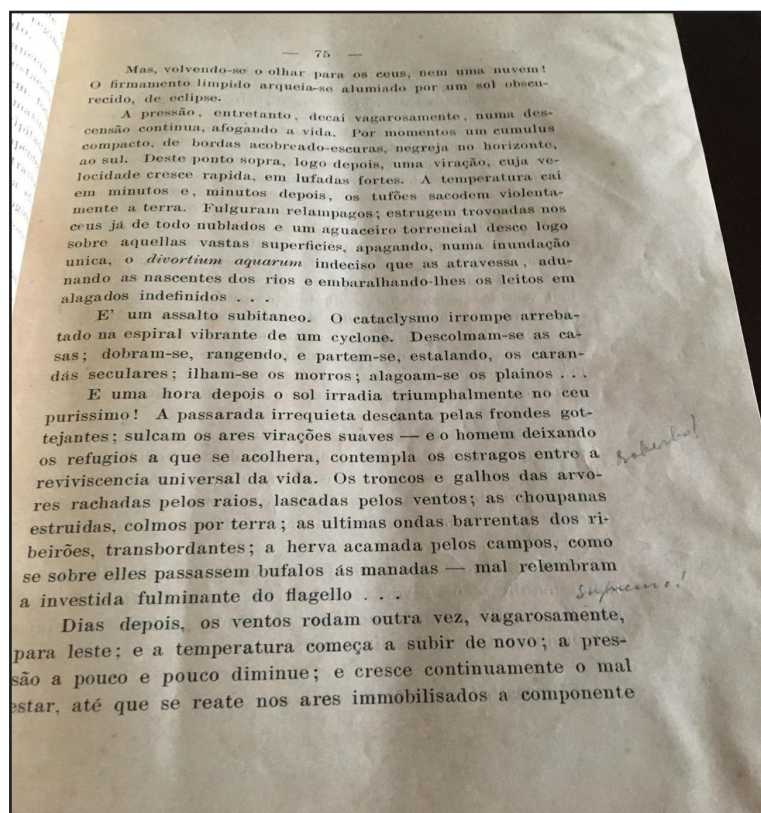 — 75 —
Mas, volvendo-se o olhar para os ceus, nem uma nuvem!
O firmamento limpido arqueia-se alumiado por um sol obscu-
recido, de eclipse.
A pressão, entretanto, decai vagarosamente, numa des-
censão continua, afogando a vida. Por momentos um cumulus
compacto, de bordas acobreado-escuras, negreja no horizonte,
ao sul. Deste ponto sopra, logo depois, uma viração, cuja ve-
locidade cresce rapida, em lufadas fortes. A temperatura cai
em minutos e, minutos depois, os tufões sacodem violenta-
mente a terra. Fulguram relampagos; estrugem trovoadas nos
ceus já de todo nublados e um aguaceiro torrencial desce logo
sobre aquellas vastas superficies, apagando, numa inundação
unica, o divortium aquarum indeciso que as atravessa, adu-
nando as nascentes dos rios e embaralhando-lhes os leitos em
alagados indefinidos . . .
E' um assalto subitaneo. O cataclysmo irrompe arreba-
tado na espiral vibrante de um cyclone. Descolmam-se as ca-
sas; dobram-se, rangendo, e partem-se, estalando, os caran-
dás seculares; ilham-se os morros; alagoam-se os plainos . . .
E uma hora depois o sol irradia triumphalmente no ceu
purissimo! A passarada irrequieta descanta pelas frondes got-
tejantes; sulcam os ares virações suaves — e o homem deixando
os refugios a que se acolhera, contempla os estragos entre a
reviviscencia universal da vida. Os troncos e galhos das arvo-
res rachadas pelos raios, lascadas pelos ventos; as choupanas
estruidas, colmos por terra; as ultimas ondas barrentas dos ri-
beirões, transbordantes; a herva acamada pelos campos, como
se sobre elles passassem bufalos ás manadas — mal relembram
a investida fulminante do flagello . . .
Supremo!
Dias depois, os ventos rodam outra vez, vagarosamente,
para leste; e a temperatura começa a subir de novo; a pres-
são a pouco e pouco diminue; e cresce continuamente o mal
estar, até que se reate nos ares immobilisados a componente